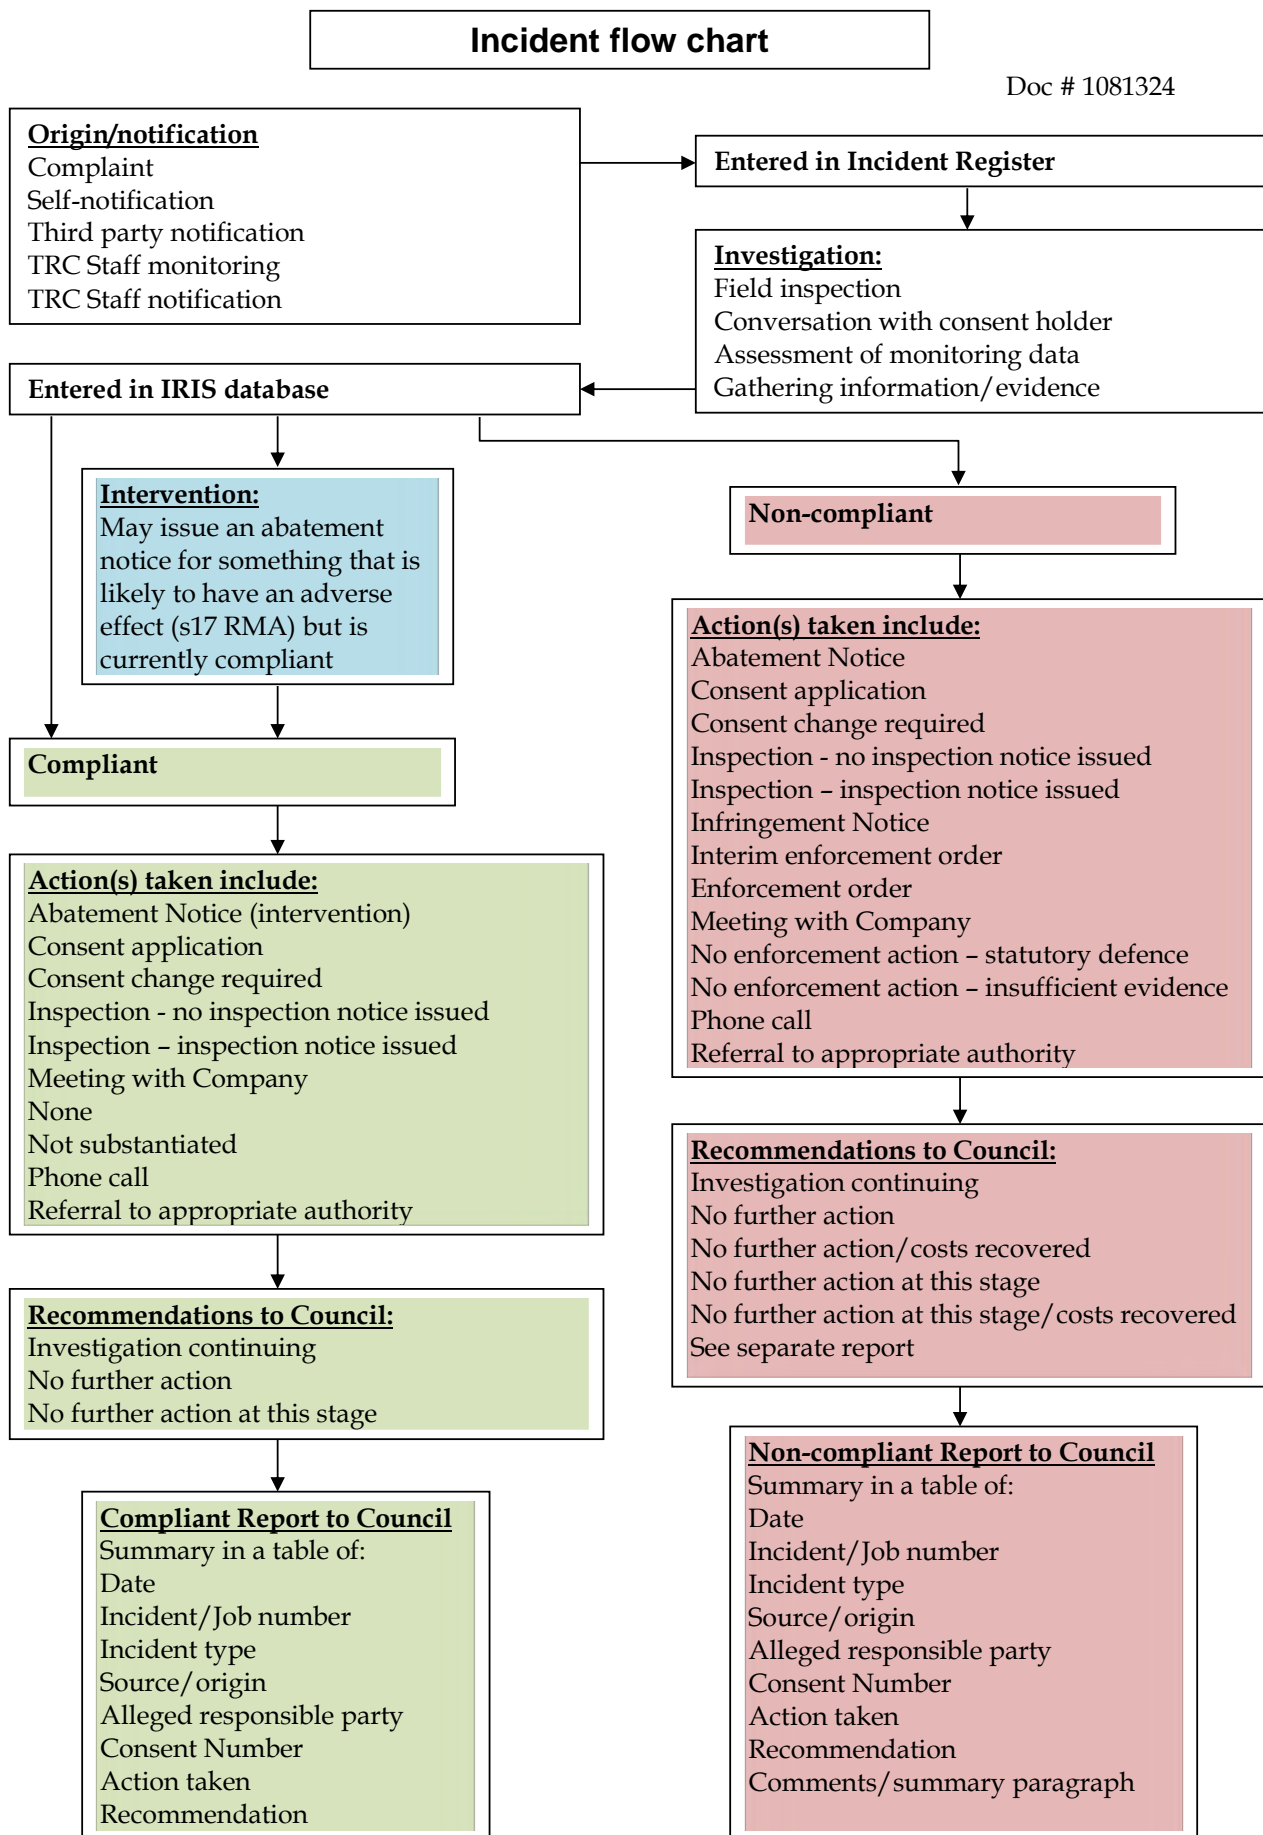 Incident flow chart
Doc # 1081324
Origin/notification
Complaint
Self-notification
Third party notification
TRC Staff monitoring
TRC Staff notification
Entered in Incident Register
Investigation:
Field inspection
Conversation with consent holder
Assessment of monitoring data
Gathering information/evidence
Entered in IRIS database
Intervention:
May issue an abatement
notice for something that is
likely to have an adverse
effect (s17 RMA) but is
currently compliant
Compliant
Action(s) taken include:
Abatement Notice (intervention)
Consent application
Consent change required
Inspection - no inspection notice issued
Inspection – inspection notice issued
Meeting with Company
None
Not substantiated
Phone call
Referral to appropriate authority
Recommendations to Council:
Investigation continuing
No further action
No further action at this stage
Compliant Report to Council
Summary in a table of:
Date
Incident/Job number
Incident type
Source/origin
Alleged responsible party
Consent Number
Action taken
Recommendation
Non-compliant
Action(s) taken include:
Abatement Notice
Consent application
Consent change required
Inspection - no inspection notice issued
Inspection – inspection notice issued
Infringement Notice
Interim enforcement order
Enforcement order
Meeting with Company
No enforcement action – statutory defence
No enforcement action – insufficient evidence
Phone call
Referral to appropriate authority
Recommendations to Council:
Investigation continuing
No further action
No further action/costs recovered
No further action at this stage
No further action at this stage/costs recovered
See separate report
Non-compliant Report to Council
Summary in a table of:
Date
Incident/Job number
Incident type
Source/origin
Alleged responsible party
Consent Number
Action taken
Recommendation
Comments/summary paragraph